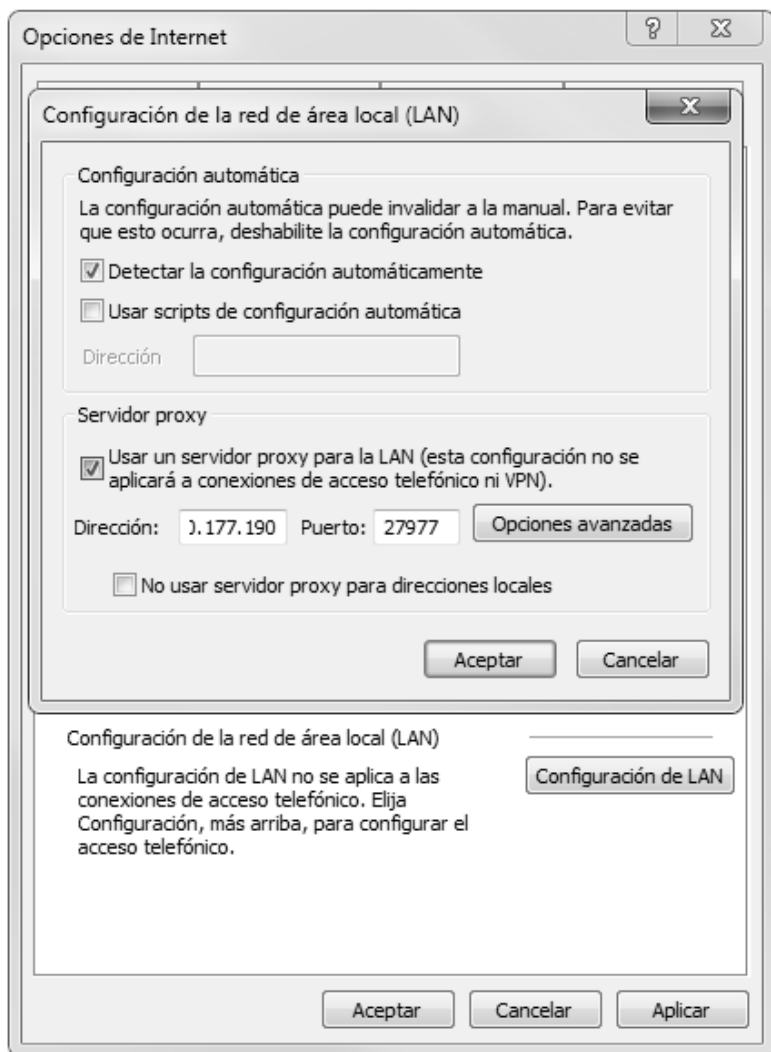 Opciones de Internet
Configuración de la red de área local (LAN)
Configuración automática
La configuración automática puede invalidar a la manual. Para evitar
que esto ocurra, deshabilite la configuración automática.
Detectar la configuración automáticamente
Usar scripts de configuración automática
Dirección
Servidor proxy
Usar un servidor proxy para la LAN (esta configuración no se
aplicará a conexiones de acceso telefónico ni VPN).
Dirección: .177.190 Puerto: 27977 Opciones avanzadas
No usar servidor proxy para direcciones locales
Aceptar Cancelar
Configuración de la red de área local (LAN)
La configuración de LAN no se aplica a las
conexiones de acceso telefónico. Elija
Configuración, más arriba, para configurar el
acceso telefónico.
Configuración de LAN
Aceptar Cancelar Aplicar